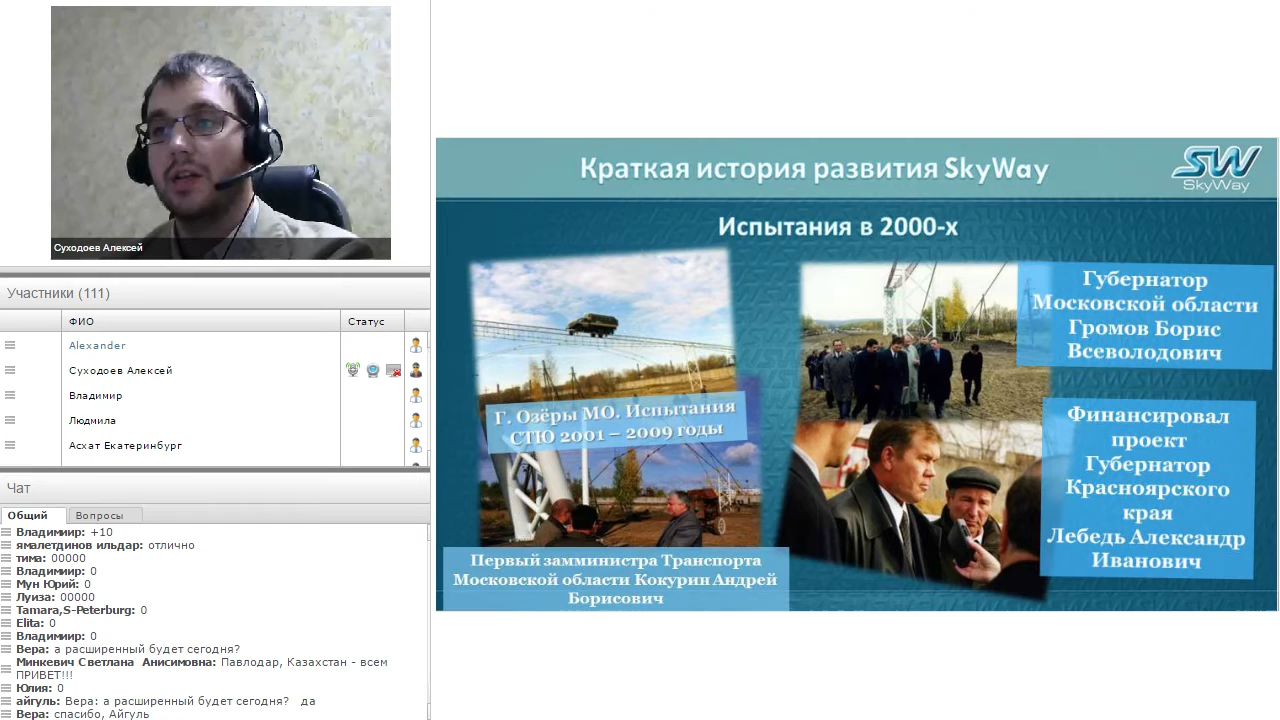 Суходоев Алексей
Участники (111)
ФИО
Статус
Alexander
Суходоев Алексей
Владимир
Людмила
Асхат Екатеринбург
Чат
Общий
Вопросы
Владимиир: +10
ямалетдинов ильдар: отлично
тима: 00000
Владимиир: 0
Мун Юрий: 0
Луиза: 00000
Tamara,S-Peterburg: 0
Elita: 0
Владимиир: 0
Вера: а расширенный будет сегодня?
Минкевич Светлана Анисимовна: Павлодар, Казахстан - всем
ПРИВЕТ!!!
Юлия: 0
айгуль: Вера: а расширенный будет сегодня? да
Вера: спасибо, Айгуль
Краткая история развития SkyWay
SW
SkyWay
Испытания в 2000-х
Г. Озёры МО. Испытания
СТЮ 2001 – 2009 годы
Первый замминистра Транспорта
Московской области Кокурин Андрей
Борисович
Губернатор
Московской области
Громов Борис
Всеволодович
Финансировал
проект
Губернатор
Красноярского
края
Лебедь Александр
Иванович